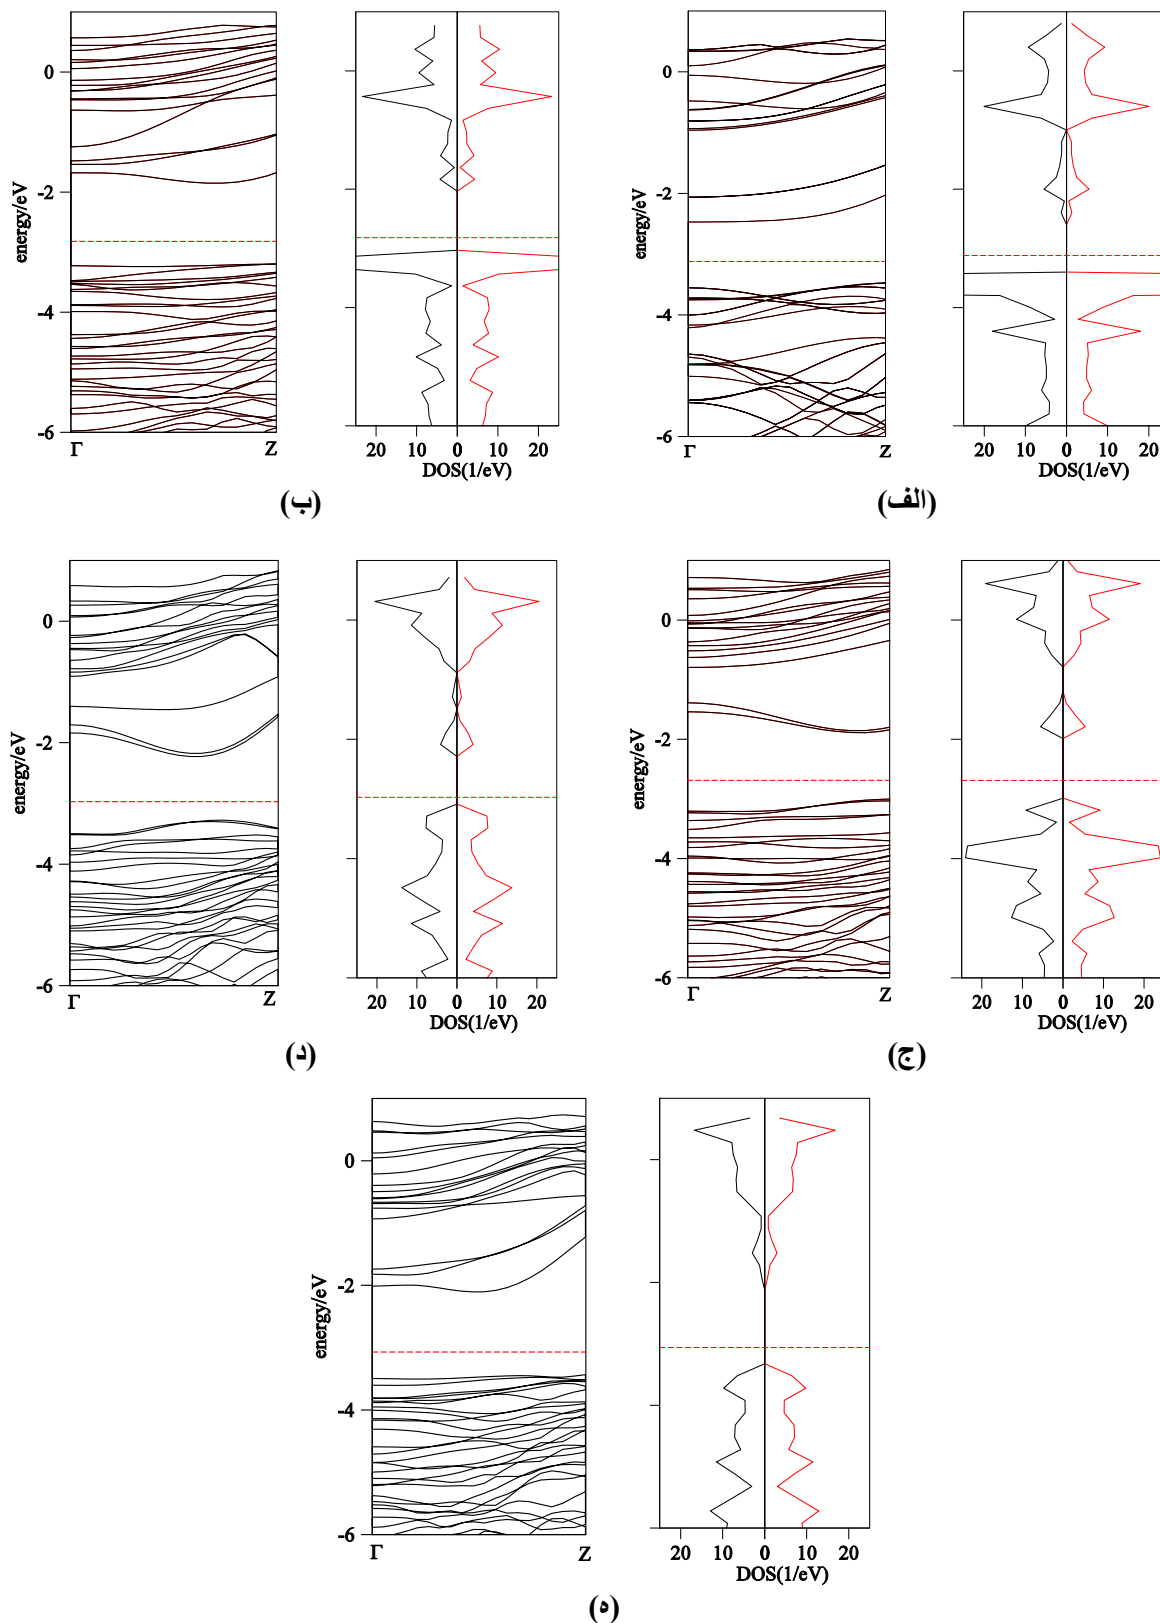 energy/eV
0
-2
-4
-6
Γ Z
20 10 0 10 20
DOS(1/eV)
(ب)
energy/eV
0
-2
-4
-6
Γ Z
20 10 0 10 20
DOS(1/eV)
(الف)
energy/eV
0
-2
-4
-6
Γ Z
20 10 0 10 20
DOS(1/eV)
(د)
energy/eV
0
-2
-4
-6
Γ Z
20 10 0 10 20
DOS(1/eV)
(ج)
energy/eV
0
-2
-4
-6
Γ Z
20 10 0 10 20
DOS(1/eV)
(ه)